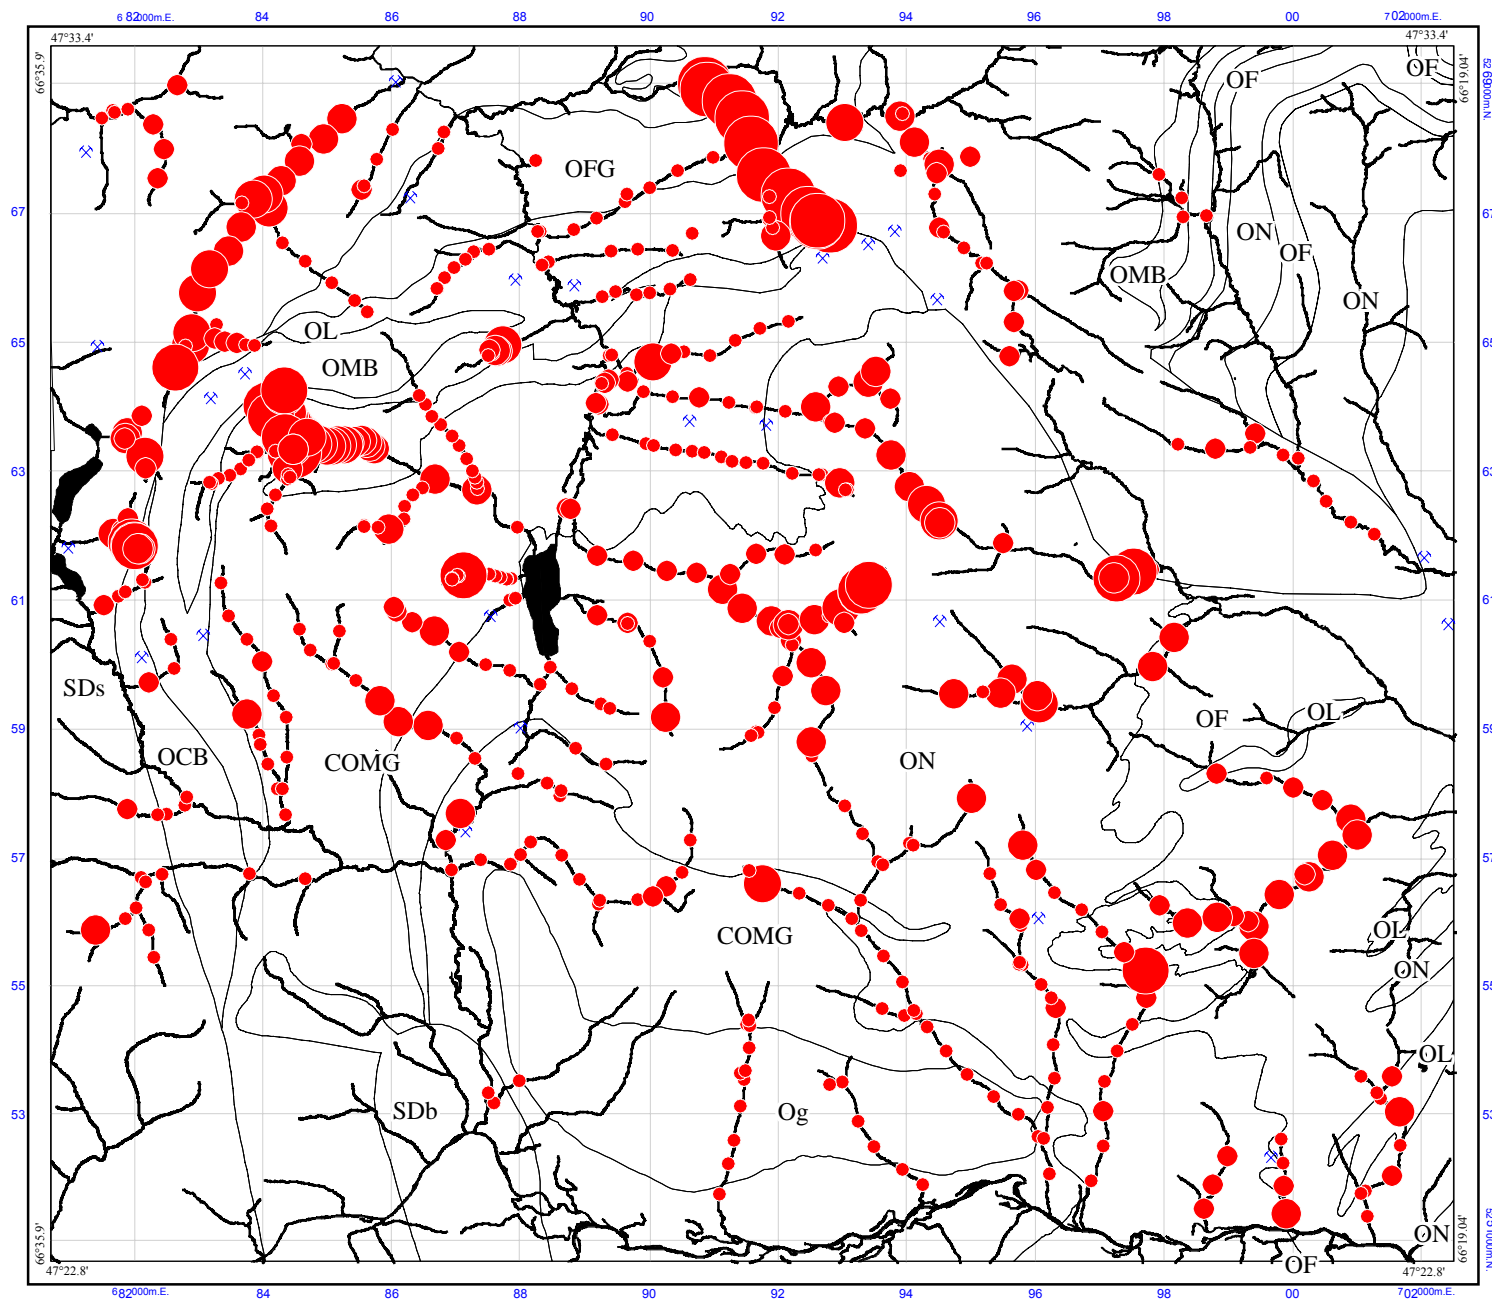 6 82000m.E. 84 86 88 90 92 94 96 98 00 7 02000m.E.
47°33.4' 47°33.4'
66°35.9' 66°19.04'
OF OF
OFG
67 67
ON
OF
OMB
ON
OL
65 65
OMB
63 63
61 61
SDs
OF OL
59 59
OCB
COMG
ON
57 57
OL
COMG
ON
55 55
OL
SDb
Og
53 53
ON
OF
66°35.9' 66°19.04'
47°22.8' 47°22.8'
6 82000m.E. 84 86 88 90 92 94 96 98 00 7 02000m.E.